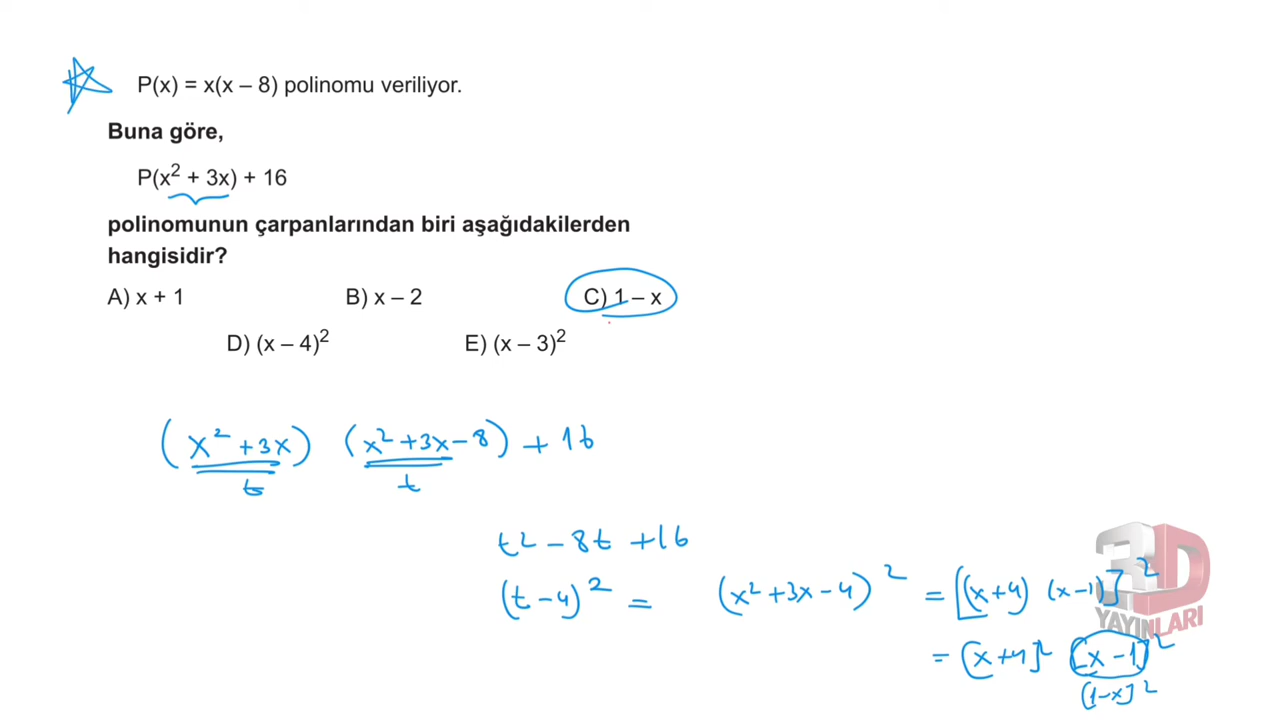 P(x) = x(x – 8) polinomu veriliyor.
Buna göre,
P(x² + 3x) + 16
polinomunun çarpanlarından biri aşağıdakilerden
hangisidir?
A) x + 1 B) x – 2 C) 1 – x
D) (x – 4)² E) (x – 3)²
(x² + 3x) (x² + 3x – 8) + 16
t t
t² – 8t + 16
(t – 4)² = (x² + 3x – 4)² = [(x + 4) (x – 1)]²
= [x + 4]² [x – 1]²
[1 – x]²
3D
YAYINLARI